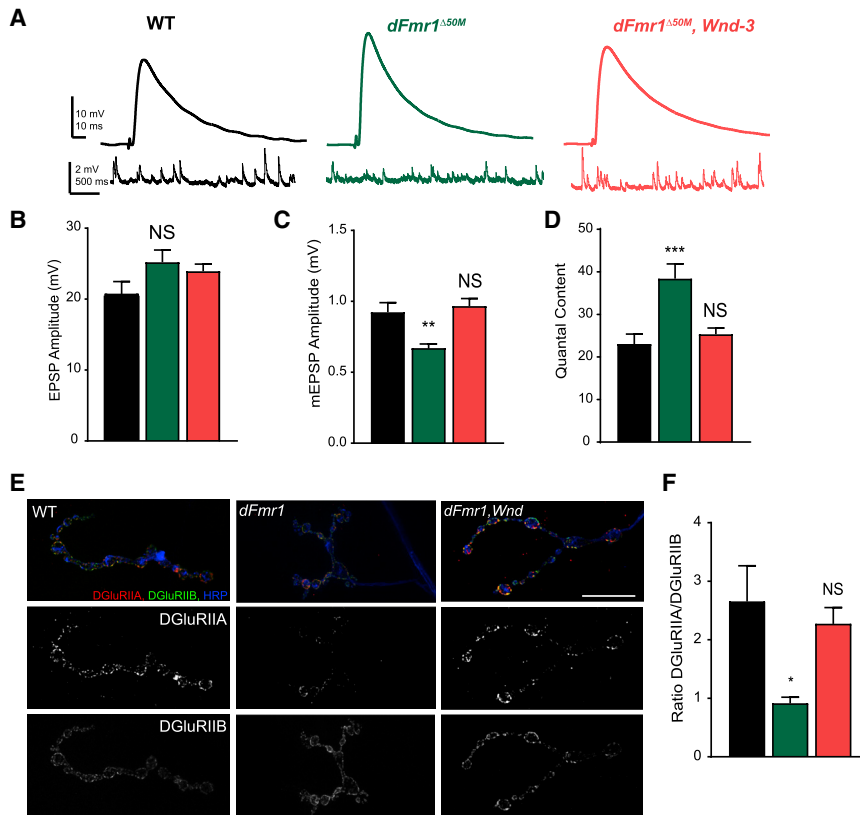 A
WT
dFmr1Δ50M
dFmr1Δ50M, Wnd-3
10 mV
10 ms
2 mV
500 ms
B
EPSP Amplitude (mV)
30
20
10
0
NS
C
mEPSP Amplitude (mV)
1.5
1.0
0.5
0.0
**
NS
D
Quantal Content
50
40
30
20
10
0
***
NS
E
WT
dFmr1
dFmr1,Wnd
DGluRIIA, DGluRIIB, HRP
DGluRIIA
DGluRIIB
F
Ratio DGluRIIA/DGluRIIB
4
3
2
1
0
*
NS